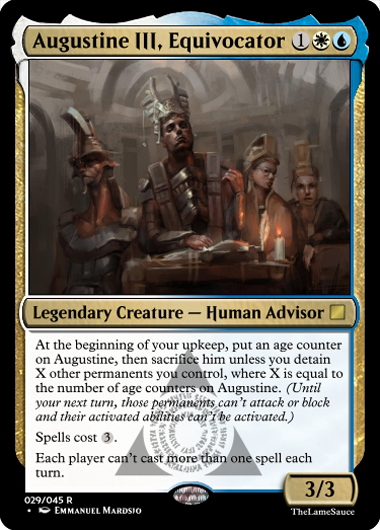 Augustine III, Equivocator 1
Legendary Creature — Human Advisor
At the beginning of your upkeep, put an age counter
on Augustine, then sacrifice him unless you detain
X other permanents you control, where X is equal to
the number of age counters on Augustine. (Until
your next turn, those permanents can't attack or block
and their activated abilities can't be activated.)
Spells cost 3.
Each player can't cast more than one spell each
turn.
3/3
029/045 R
• Emmanuel Mardsio
TheLameSauce